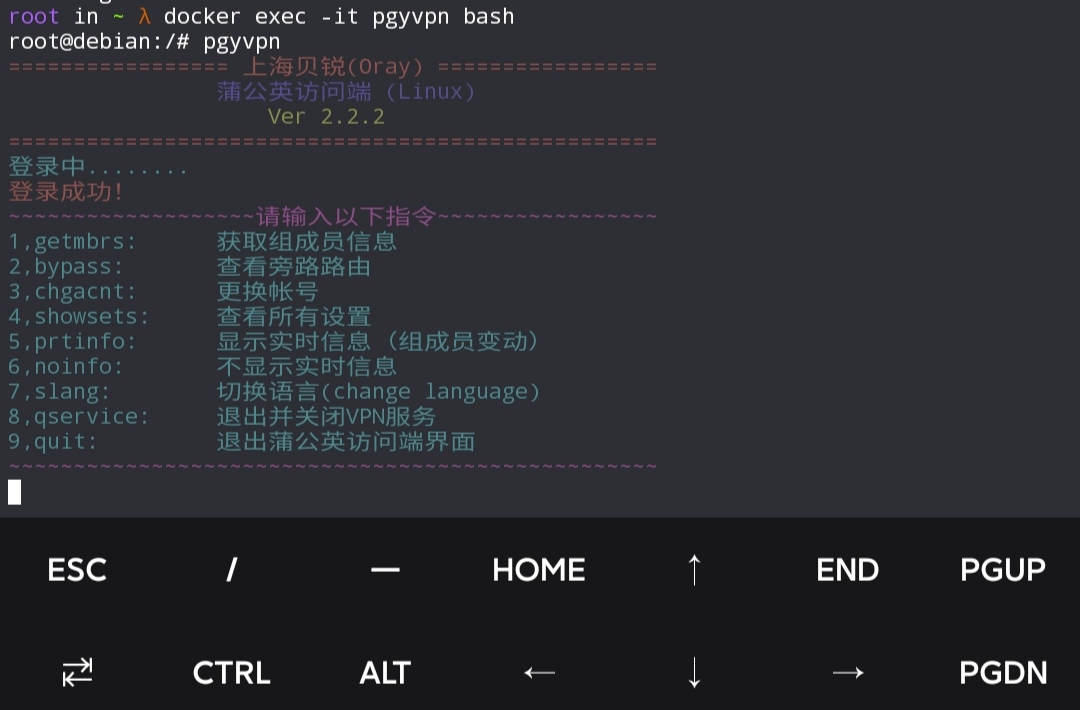 root in ~ λ docker exec -it pgyvpn bash
root@debian:/# pgyvpn
================= 上海贝锐(Oray) =================
蒲公英访问端 (Linux)
Ver 2.2.2
==================================================
登录中........
登录成功!
~~~~~~~~~~~~~~~~~~~请输入以下指令~~~~~~~~~~~~~~~~~
1,getmbrs: 获取组成员信息
2,bypass: 查看旁路路由
3,chgacnt: 更换帐号
4,showsets: 查看所有设置
5,prtinfo: 显示实时信息 (组成员变动)
6,noinfo: 不显示实时信息
7,slang: 切换语言(change language)
8,qservice: 退出并关闭VPN服务
9,quit: 退出蒲公英访问端界面
~~~~~~~~~~~~~~~~~~~~~~~~~~~~~~~~~~~~~~~~~~~~~~~~~~
ESC / — HOME ↑ END PGUP
⇄ CTRL ALT ← ↓ → PGDN